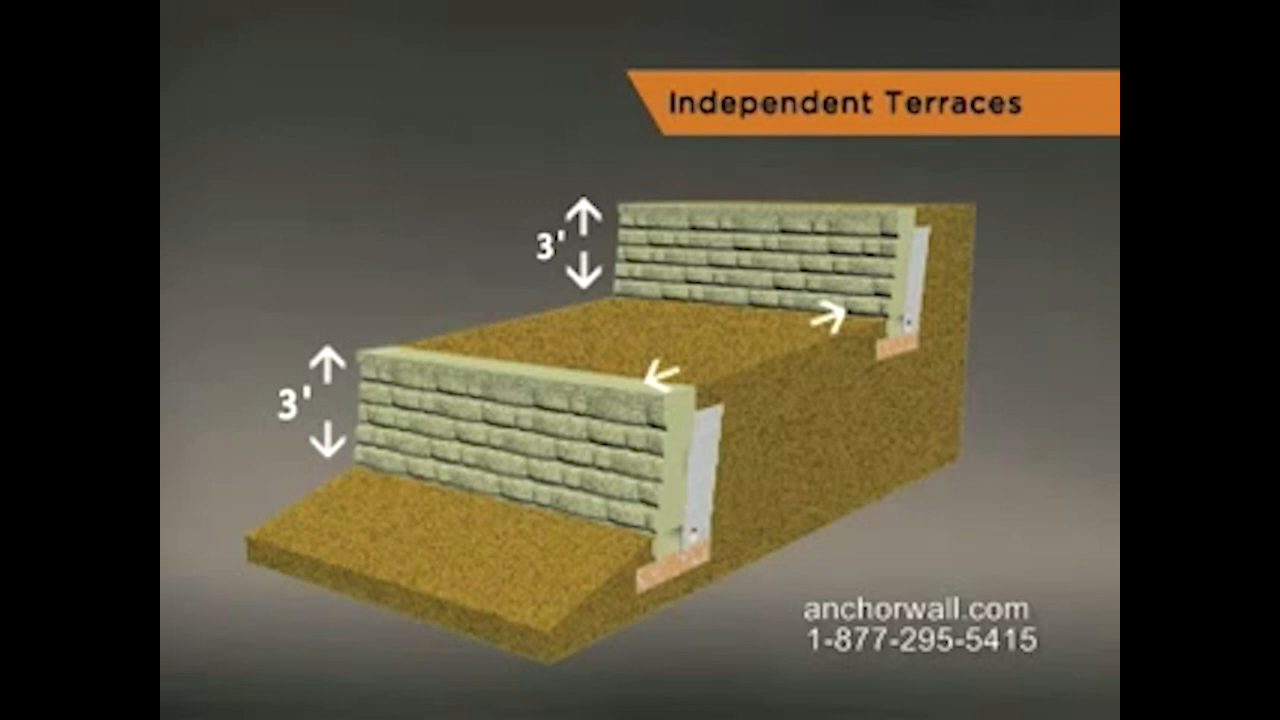 Independent Terraces
3'
3'
anchorwall.com
1-877-295-5415